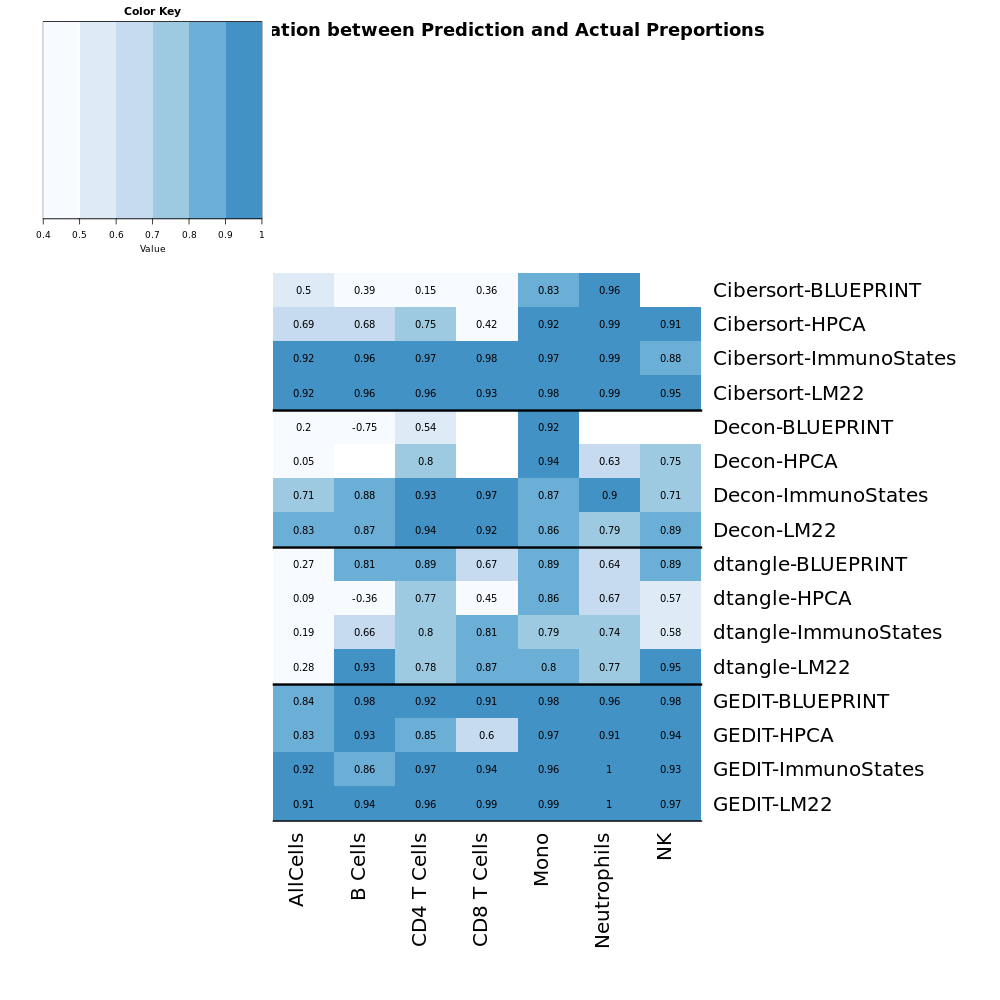 Color Key
ation between Prediction and Actual Preportions
0.4 0.5 0.6 0.7 0.8 0.9 1
Value
0.5 0.39 0.15 0.36 0.83 0.96 Cibersort-BLUEPRINT
0.69 0.68 0.75 0.42 0.92 0.99 0.91 Cibersort-HPCA
0.92 0.96 0.97 0.98 0.97 0.99 0.88 Cibersort-ImmunoStates
0.92 0.96 0.96 0.93 0.98 0.99 0.95 Cibersort-LM22
0.2 -0.75 0.54 0.92 Decon-BLUEPRINT
0.05 0.8 0.94 0.63 0.75 Decon-HPCA
0.71 0.88 0.93 0.97 0.87 0.9 0.71 Decon-ImmunoStates
0.83 0.87 0.94 0.92 0.86 0.79 0.89 Decon-LM22
0.27 0.81 0.89 0.67 0.89 0.64 0.89 dtangle-BLUEPRINT
0.09 -0.36 0.77 0.45 0.86 0.67 0.57 dtangle-HPCA
0.19 0.66 0.8 0.81 0.79 0.74 0.58 dtangle-ImmunoStates
0.28 0.93 0.78 0.87 0.8 0.77 0.95 dtangle-LM22
0.84 0.98 0.92 0.91 0.98 0.96 0.98 GEDIT-BLUEPRINT
0.83 0.93 0.85 0.6 0.97 0.91 0.94 GEDIT-HPCA
0.92 0.86 0.97 0.94 0.96 1 0.93 GEDIT-ImmunoStates
0.91 0.94 0.96 0.99 0.99 1 0.97 GEDIT-LM22
AllCells
B Cells
CD4 T Cells
CD8 T Cells
Mono
Neutrophils
NK